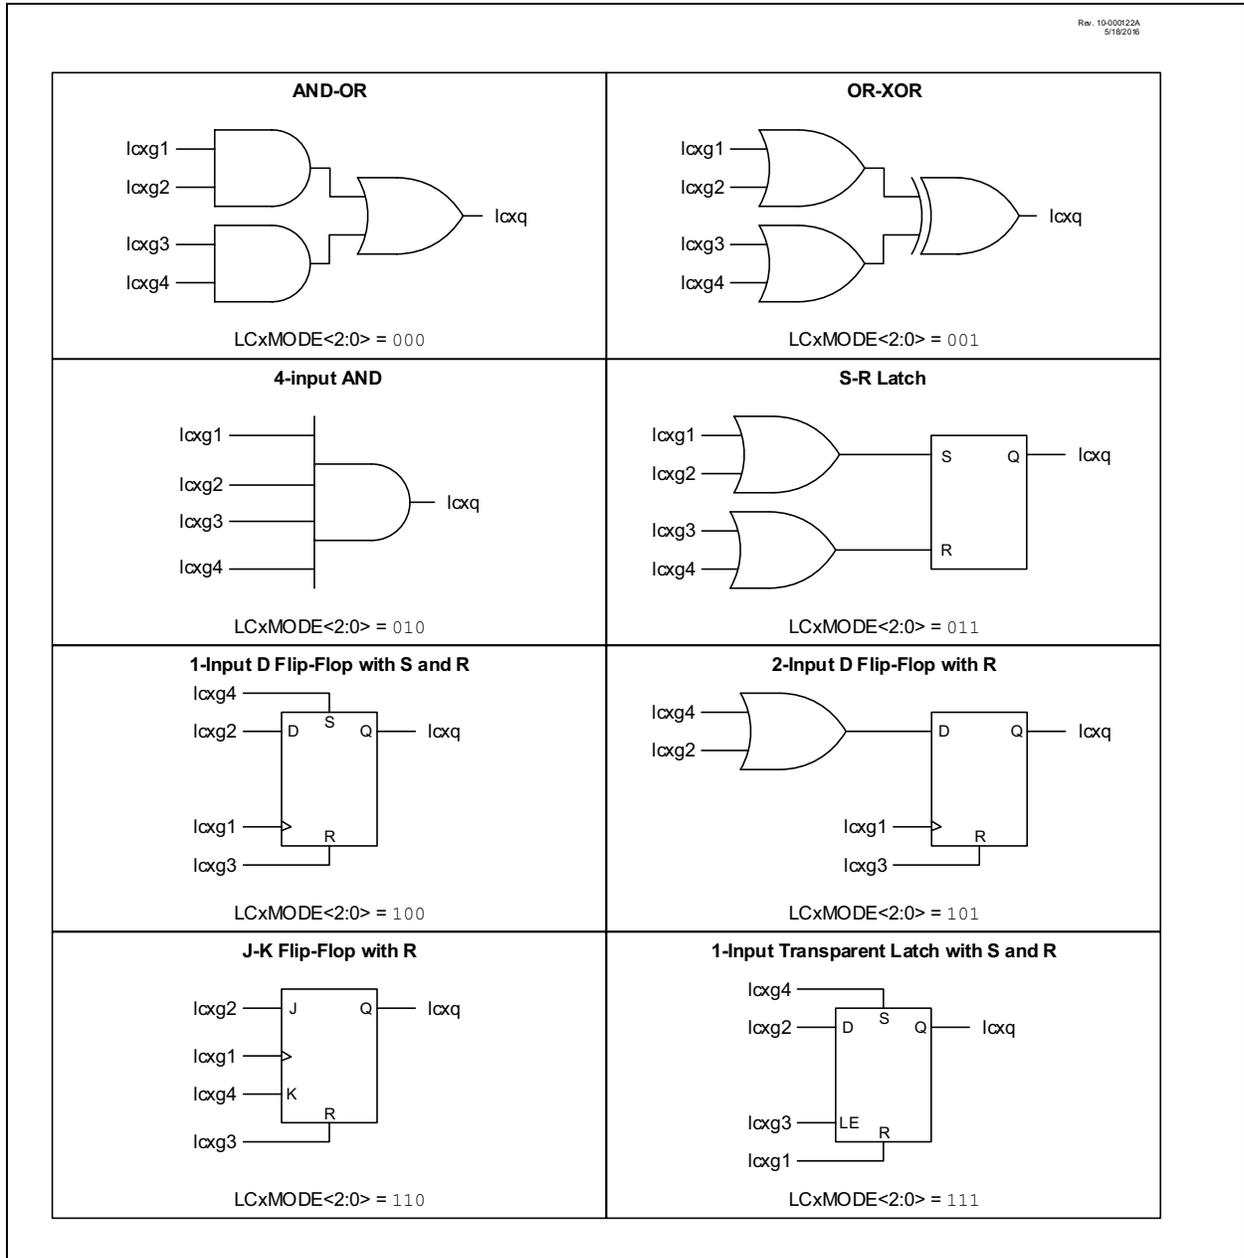 Rev. 10-000122A
5/18/2016
AND-OR
lcxg1
lcxg2
lcxg3
lcxg4
lcxq
LCxMODE<2:0> = 000
OR-XOR
lcxg1
lcxg2
lcxg3
lcxg4
lcxq
LCxMODE<2:0> = 001
4-input AND
lcxg1
lcxg2
lcxg3
lcxg4
lcxq
LCxMODE<2:0> = 010
S-R Latch
lcxg1
lcxg2
lcxg3
lcxg4
S Q
R
lcxq
LCxMODE<2:0> = 011
1-Input D Flip-Flop with S and R
lcxg4
S
lcxg2 D Q lcxq
lcxg1
R
lcxg3
LCxMODE<2:0> = 100
2-Input D Flip-Flop with R
lcxg4
lcxg2
D Q lcxq
lcxg1
R
lcxg3
LCxMODE<2:0> = 101
J-K Flip-Flop with R
lcxg2 J Q lcxq
lcxg1
lcxg4 K
R
lcxg3
LCxMODE<2:0> = 110
1-Input Transparent Latch with S and R
lcxg4
S
lcxg2 D Q lcxq
lcxg3 LE
R
lcxg1
LCxMODE<2:0> = 111